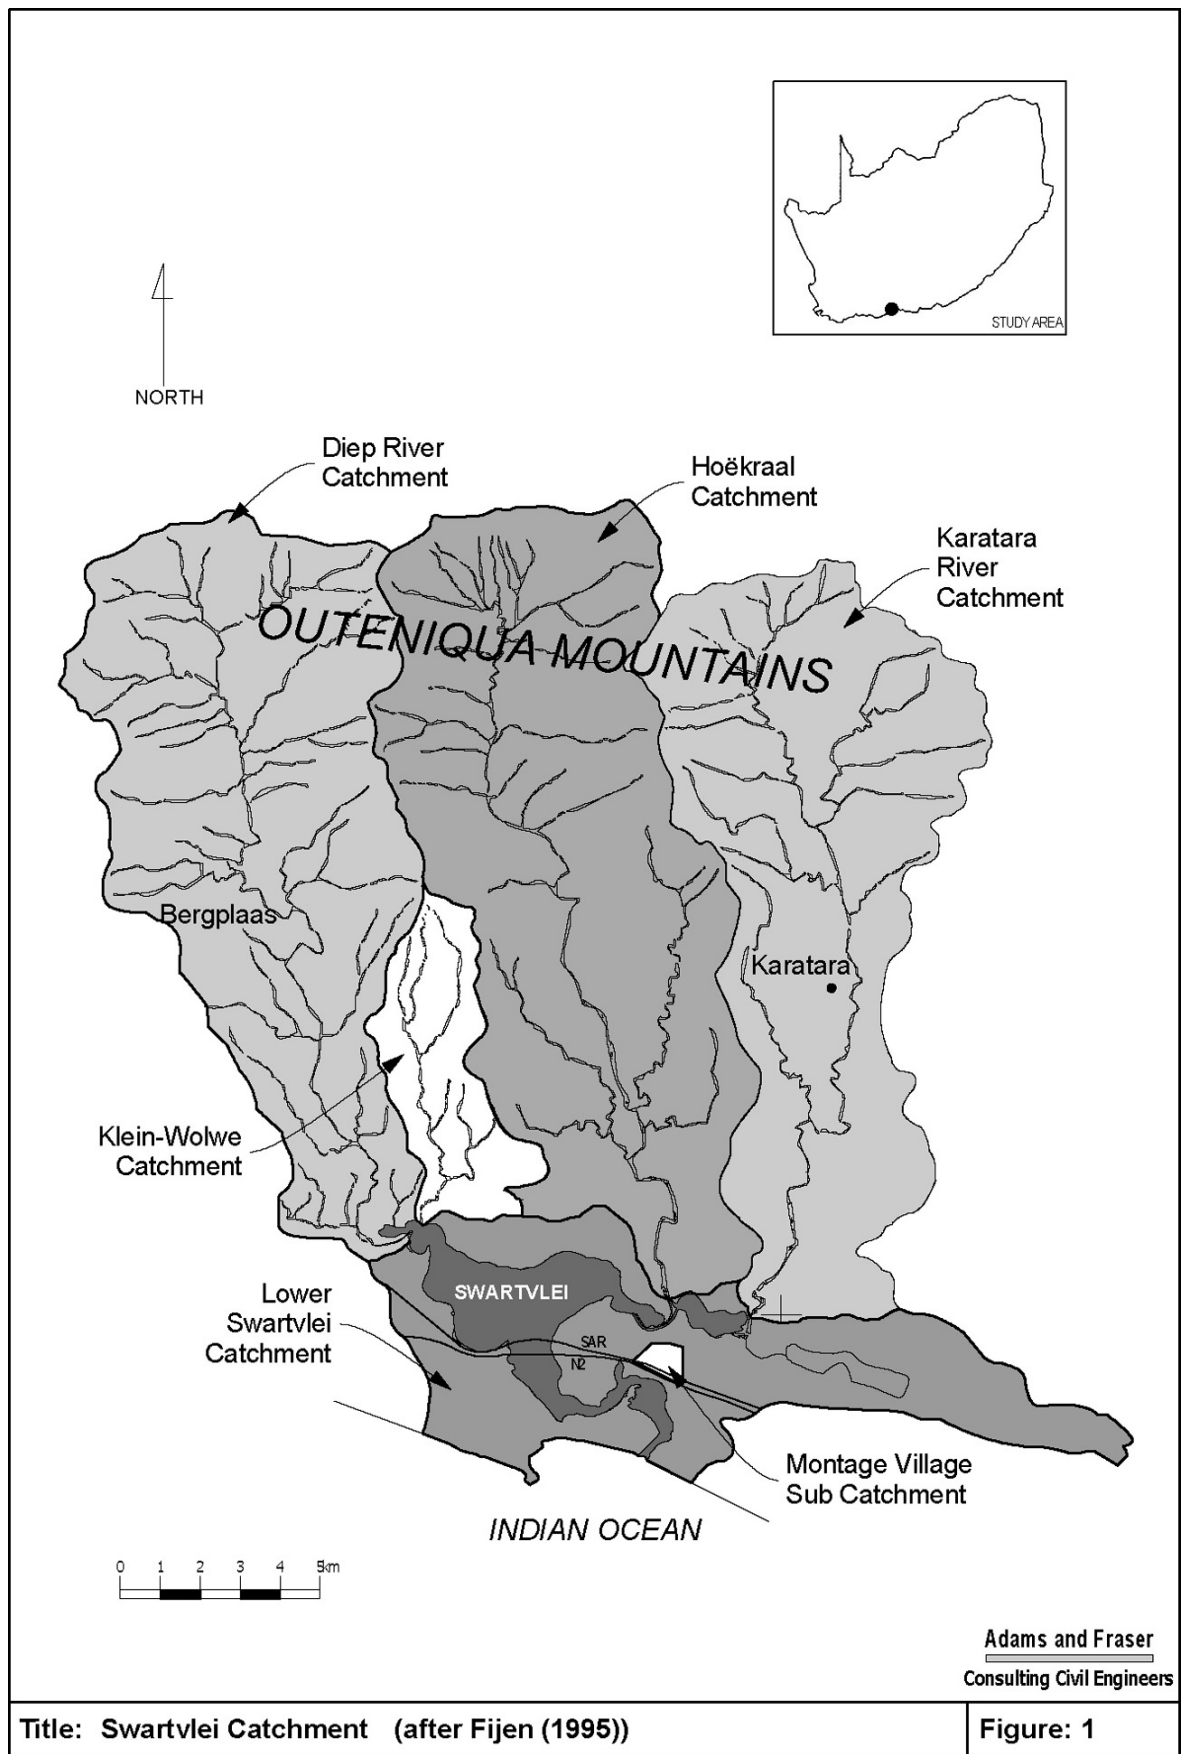 STUDY AREA
NORTH
Diep River
Catchment
Hoëkraal
Catchment
Karatara
River
Catchment
OUTENIQUA MOUNTAINS
Bergplaas
Karatara
Klein-Wolwe
Catchment
SWARTVLEI
Lower
Swartvlei
Catchment
SAR
N2
Montage Village
Sub Catchment
INDIAN OCEAN
0 1 2 3 4 5km
Adams and Fraser
Consulting Civil Engineers
Title: Swartvlei Catchment (after Fijen (1995))
Figure: 1